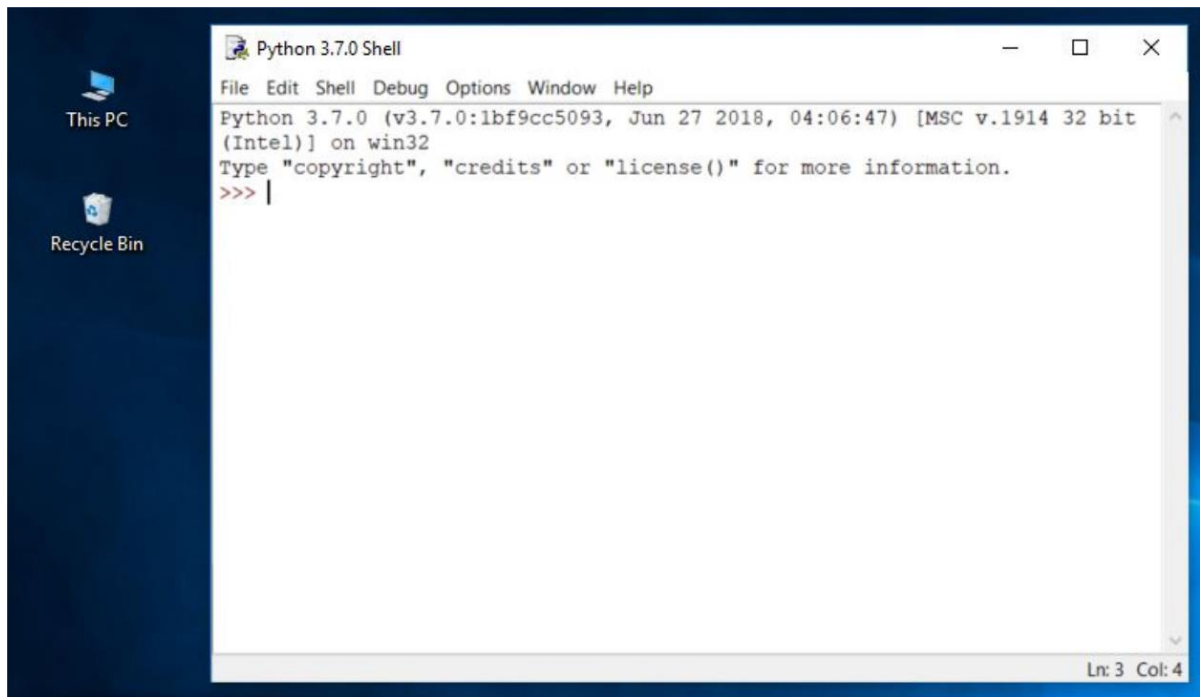 Python 3.7.0 Shell
File Edit Shell Debug Options Window Help
This PC
Python 3.7.0 (v3.7.0:1bf9cc5093, Jun 27 2018, 04:06:47) [MSC v.1914 32 bit
(Intel)] on win32
Type "copyright", "credits" or "license()" for more information.
>>>
Recycle Bin
Ln: 3 Col: 4